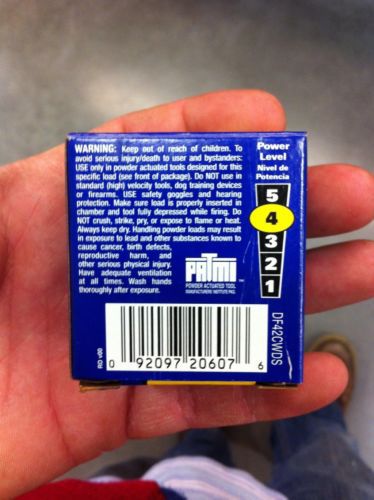 WARNING: Keep out of reach of children. To
avoid serious injury/death to user and bystanders:
USE only in powder actuated tools designed for this
specific load (see front of package). Do NOT use in
standard (high) velocity tools, dog training devices
or firearms. USE safety goggles and hearing
protection. Make sure load is properly inserted in
chamber and tool fully depressed while firing. Do
NOT crush, strike, pry, or expose to flame or heat.
Always keep dry. Handling powder loads may result
in exposure to lead and other substances known to
cause cancer, birth defects,
reproductive harm, and
other serious physical injury.
Have adequate ventilation
at all times. Wash hands
thoroughly after exposure.
PATMI
POWDER ACTUATED TOOL
MANUFACTURERS' INSTITUTE INC.
Power
Level
Nivel de
Potencia
5
4
3
2
1
DF42CWDS
0 92097 20607 6